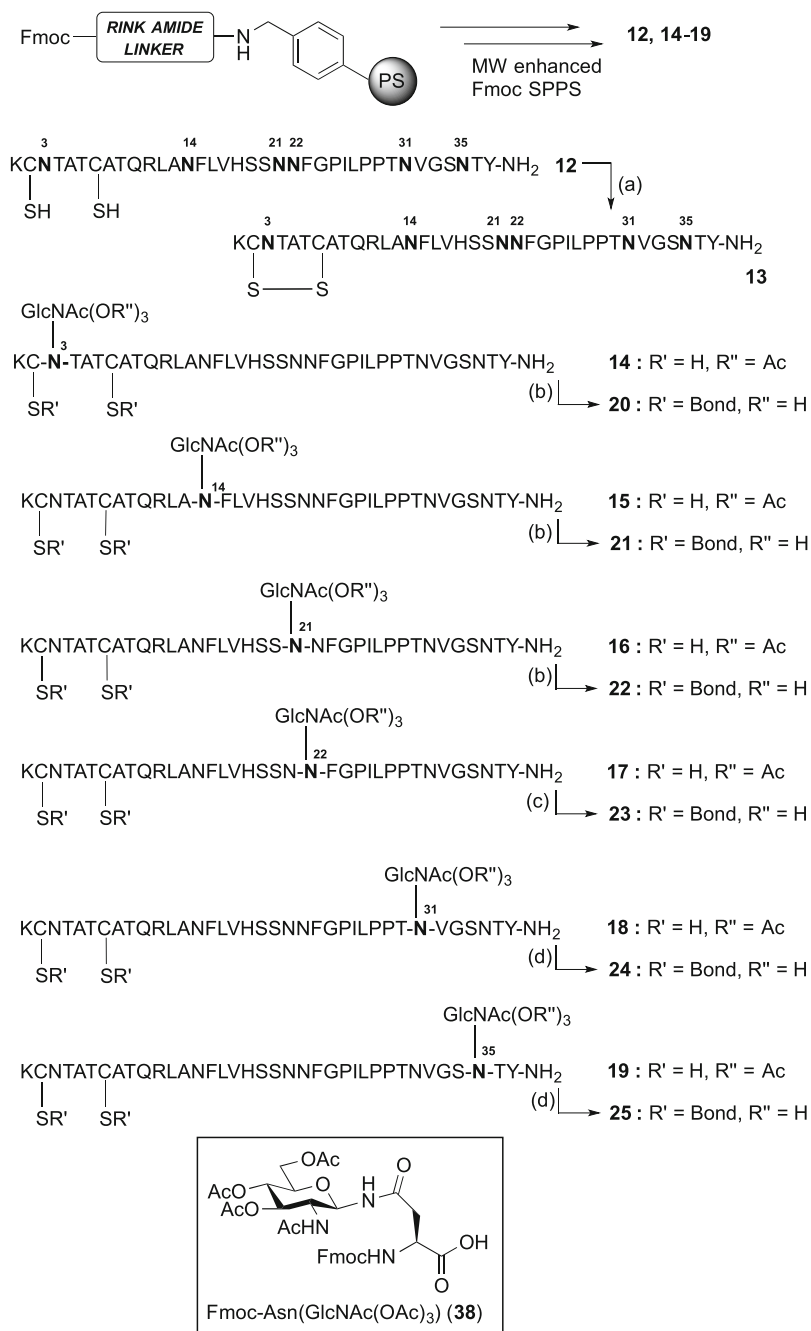 Fmoc
RINK AMIDE
LINKER
N
H
PS
12, 14-19
MW enhanced
Fmoc SPPS
3 14 21 22 31 35
KCNTATCATQRLANFLVHSSNNFGPILPPTNVGSNTY-NH2 12
SH SH
(a)
3 14 21 22 31 35
KCNTATCATQRLANFLVHSSNNFGPILPPTNVGSNTY-NH2
S S
13
GlcNAc(OR")3
3
KC-N-TATCATQRLANFLVHSSNNFGPILPPTNVGSNTY-NH2
SR' SR'
14 : R' = H, R" = Ac
(b)
20 : R' = Bond, R" = H
GlcNAc(OR")3
14
KCNTATCATQRLA-N-FLVHSSNNFGPILPPTNVGSNTY-NH2
SR' SR'
15 : R' = H, R" = Ac
(b)
21 : R' = Bond, R" = H
GlcNAc(OR")3
21
KCNTATCATQRLANFLVHSS-N-NFGPILPPTNVGSNTY-NH2
SR' SR'
16 : R' = H, R" = Ac
(b)
22 : R' = Bond, R" = H
GlcNAc(OR")3
22
KCNTATCATQRLANFLVHSSN-N-FGPILPPTNVGSNTY-NH2
SR' SR'
17 : R' = H, R" = Ac
(c)
23 : R' = Bond, R" = H
GlcNAc(OR")3
31
KCNTATCATQRLANFLVHSSNNFGPILPPT-N-VGSNTY-NH2
SR' SR'
18 : R' = H, R" = Ac
(d)
24 : R' = Bond, R" = H
GlcNAc(OR")3
35
KCNTATCATQRLANFLVHSSNNFGPILPPTNVGS-N-TY-NH2
SR' SR'
19 : R' = H, R" = Ac
(d)
25 : R' = Bond, R" = H
OAc
AcO
AcO
O
AcHN
H
N
O
FmocHN
OH
O
Fmoc-Asn(GlcNAc(OAc)3) (38)